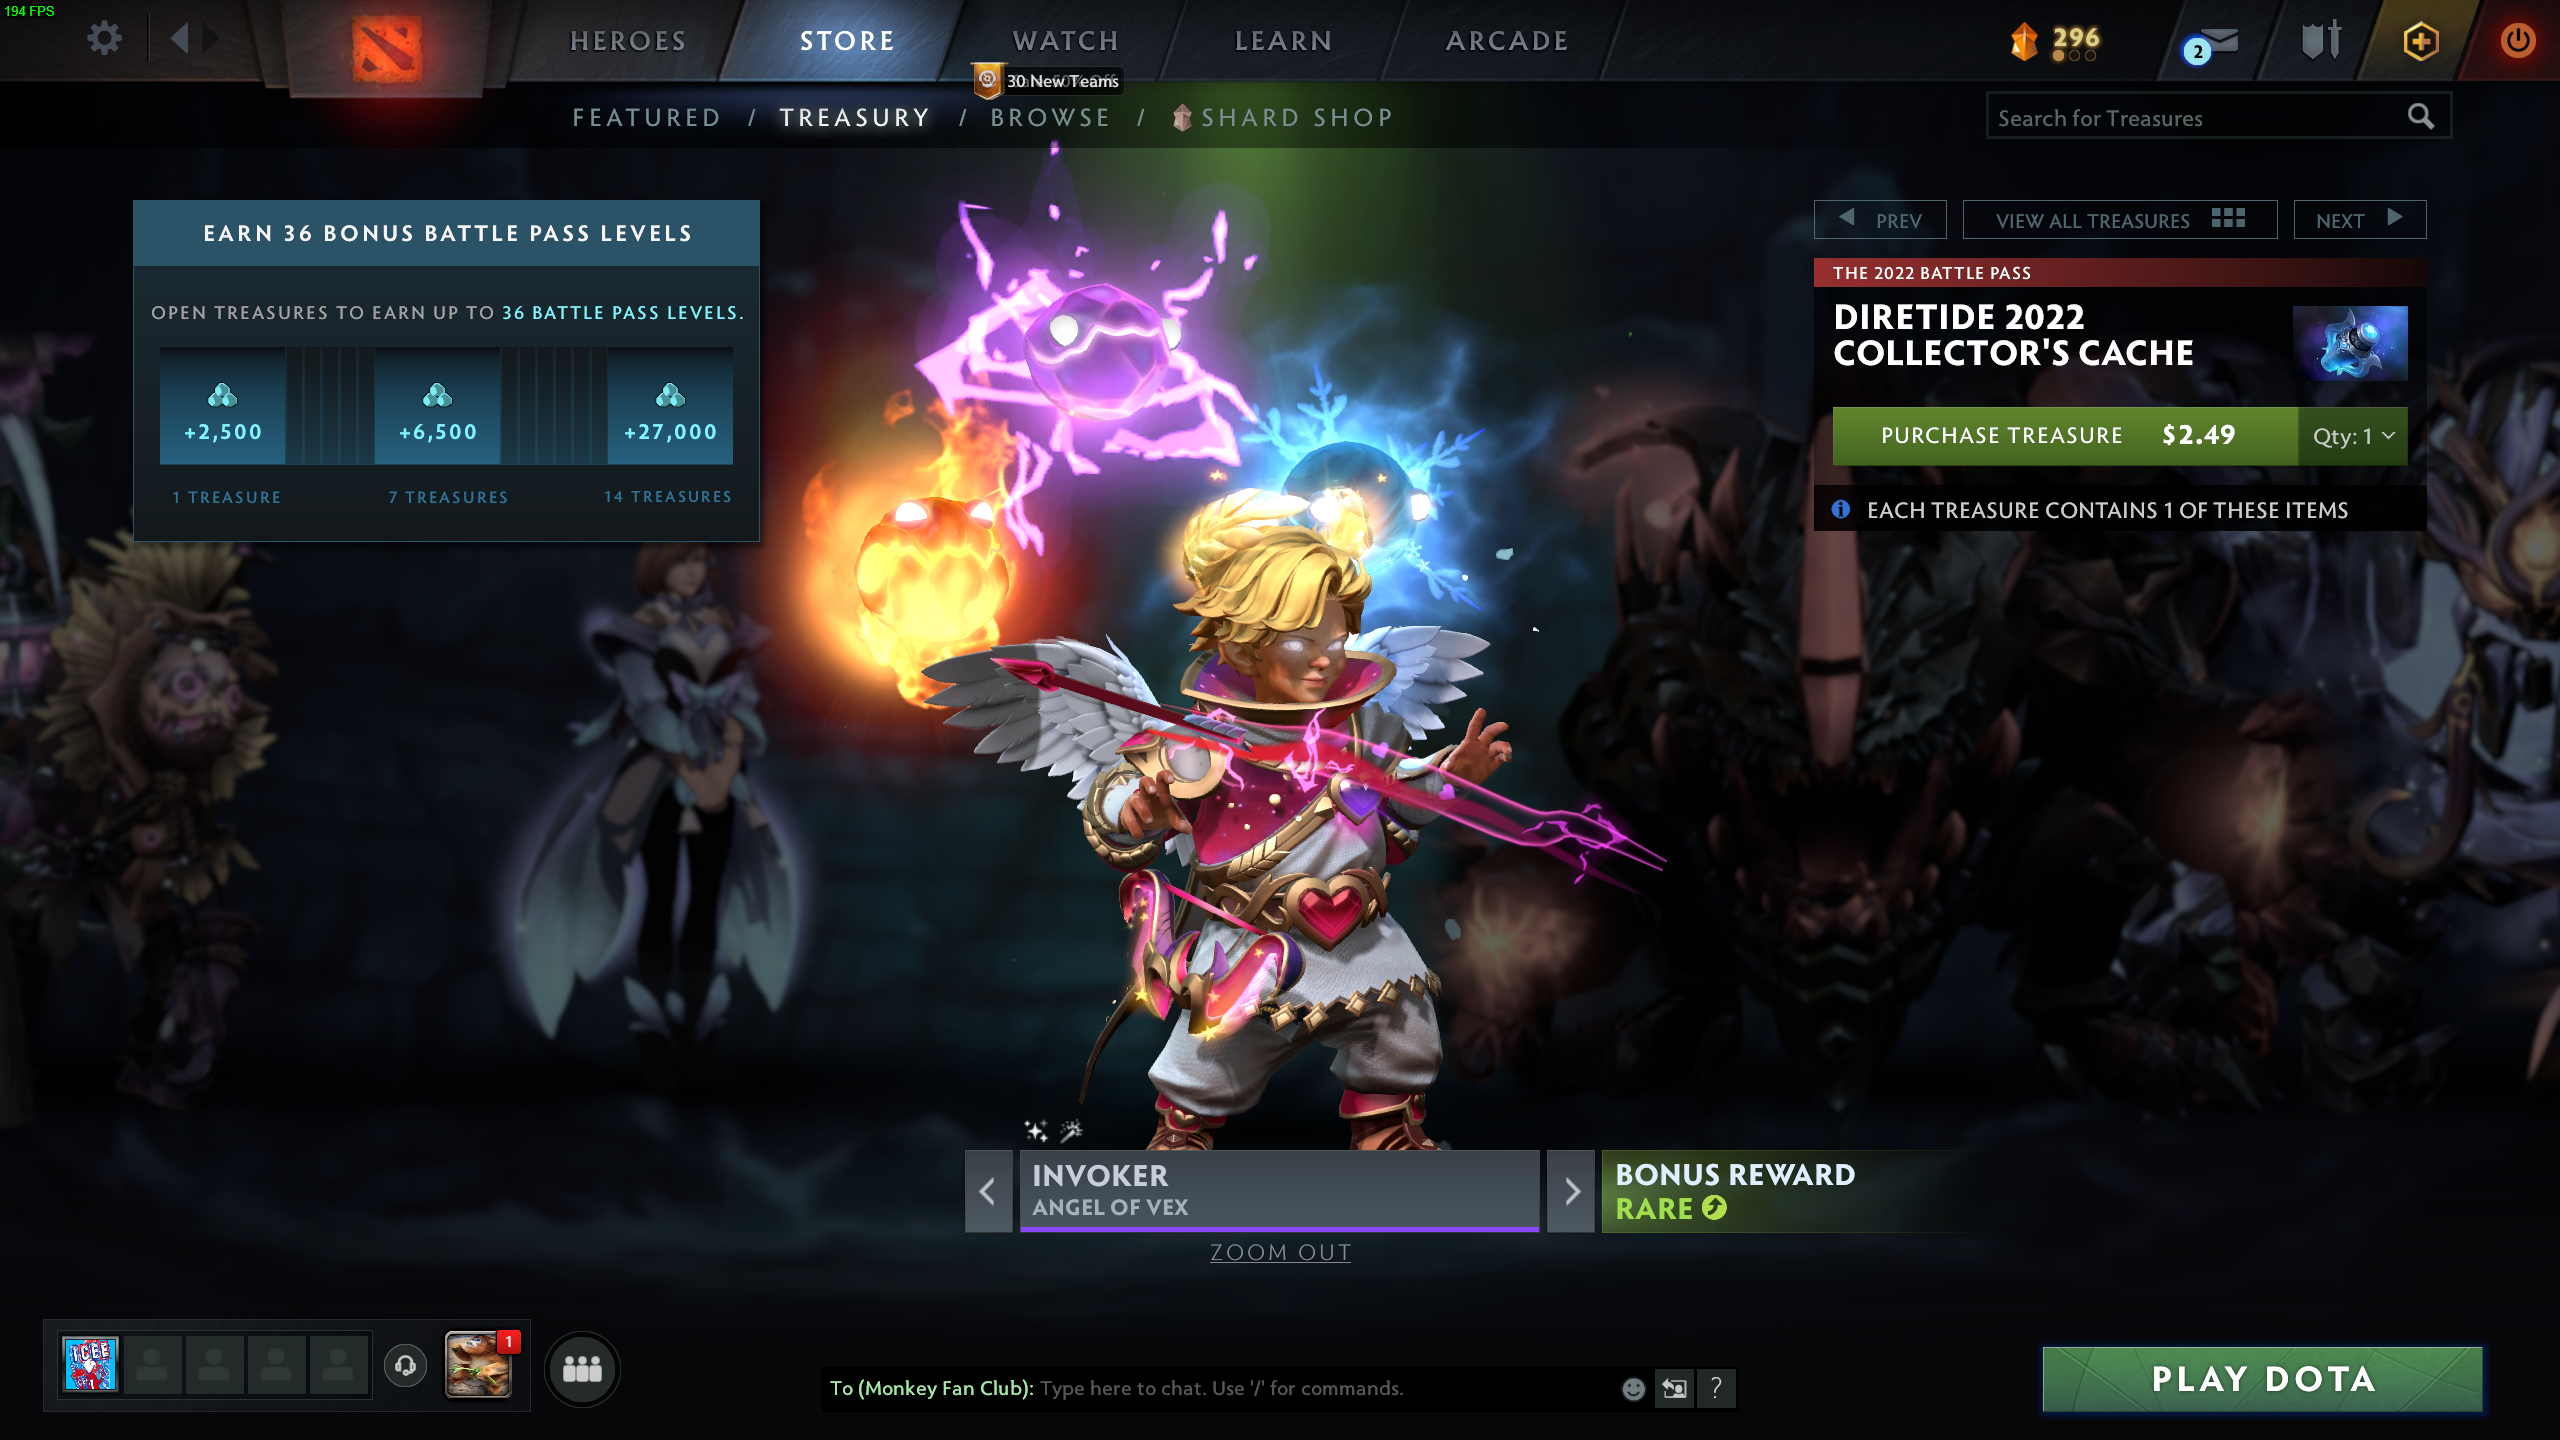 194 FPS
HEROES
STORE
WATCH
LEARN
ARCADE
296
2
30 New Teams
FEATURED / TREASURY / BROWSE / SHARD SHOP
Search for Treasures
EARN 36 BONUS BATTLE PASS LEVELS
OPEN TREASURES TO EARN UP TO 36 BATTLE PASS LEVELS.
+2,500
+6,500
+27,000
1 TREASURE
7 TREASURES
14 TREASURES
PREV
VIEW ALL TREASURES
NEXT
THE 2022 BATTLE PASS
DIRETIDE 2022
COLLECTOR'S CACHE
PURCHASE TREASURE $2.49
Qty: 1
EACH TREASURE CONTAINS 1 OF THESE ITEMS
INVOKER
ANGEL OF VEX
BONUS REWARD
RARE
ZOOM OUT
ICEE
1
To (Monkey Fan Club): Type here to chat. Use '/' for commands.
?
PLAY DOTA